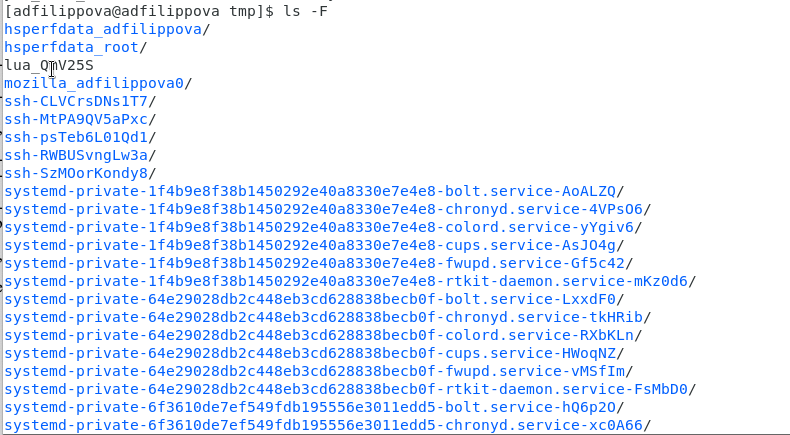 [adfilippova@adfilippova tmp]$ ls -F
hsperfdata_adfilippova/
hsperfdata_root/
mozilla_adfilippova0/
ssh-CLVCrsDNs1T7/
ssh-MtPA9QV5aPxc/
ssh-psTeb6L01Qd1/
ssh-RWBUSvngLw3a/
ssh-SzMOorKondy8/
systemd-private-1f4b9e8f38b1450292e40a8330e7e4e8-bolt.service-AoALZQ/
systemd-private-1f4b9e8f38b1450292e40a8330e7e4e8-chronyd.service-4VPsO6/
systemd-private-1f4b9e8f38b1450292e40a8330e7e4e8-colord.service-yYgiv6/
systemd-private-1f4b9e8f38b1450292e40a8330e7e4e8-cups.service-AsJO4g/
systemd-private-1f4b9e8f38b1450292e40a8330e7e4e8-fwupd.service-Gf5c42/
systemd-private-1f4b9e8f38b1450292e40a8330e7e4e8-rtkit-daemon.service-mKz0d6/
systemd-private-64e29028db2c448eb3cd628838becb0f-bolt.service-LxxdF0/
systemd-private-64e29028db2c448eb3cd628838becb0f-chronyd.service-tkHRib/
systemd-private-64e29028db2c448eb3cd628838becb0f-colord.service-RXbKLn/
systemd-private-64e29028db2c448eb3cd628838becb0f-cups.service-HWoqNZ/
systemd-private-64e29028db2c448eb3cd628838becb0f-fwupd.service-vMSfIm/
systemd-private-64e29028db2c448eb3cd628838becb0f-rtkit-daemon.service-FsMbD0/
systemd-private-6f3610de7ef549fdb195556e3011edd5-bolt.service-hQ6p2O/
systemd-private-6f3610de7ef549fdb195556e3011edd5-chronyd.service-xc0A66/